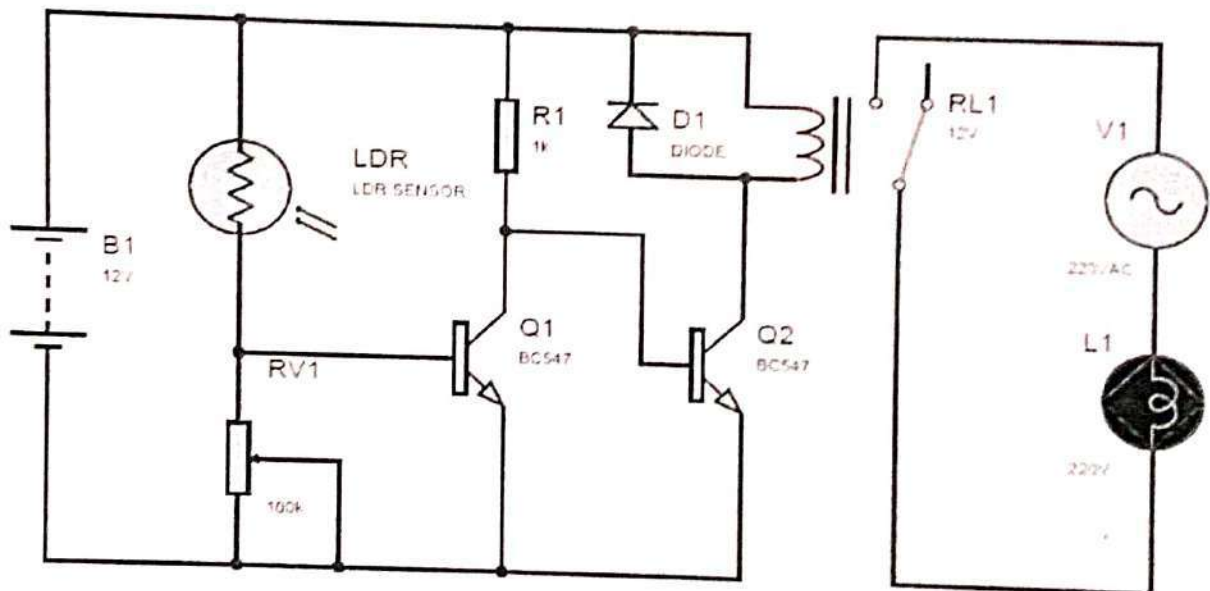 R1
1k
D1
DIODE
RL1
12V
V1
LDR
LDR SENSOR
B1
12V
220VAC
Q1
BC547
Q2
BC547
L1
RV1
220V
100k